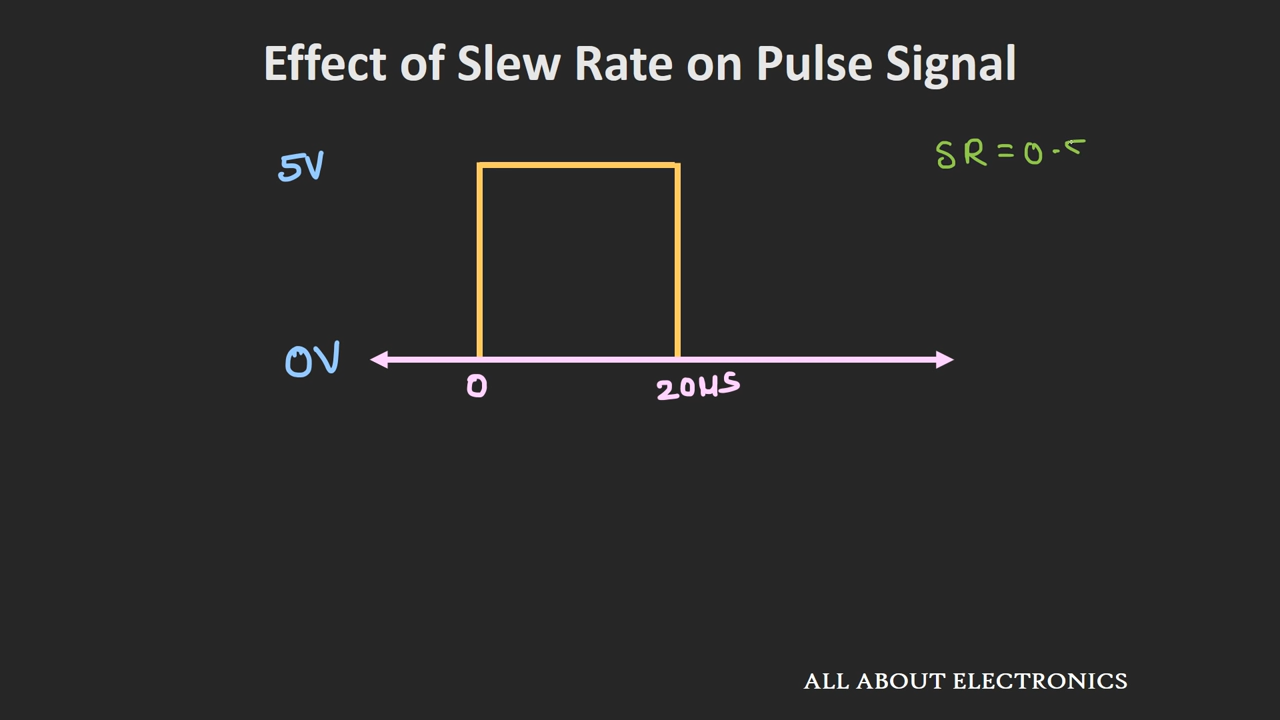 Effect of Slew Rate on Pulse Signal
5V
SR = 0.5
0V
0
20μs
ALL ABOUT ELECTRONICS